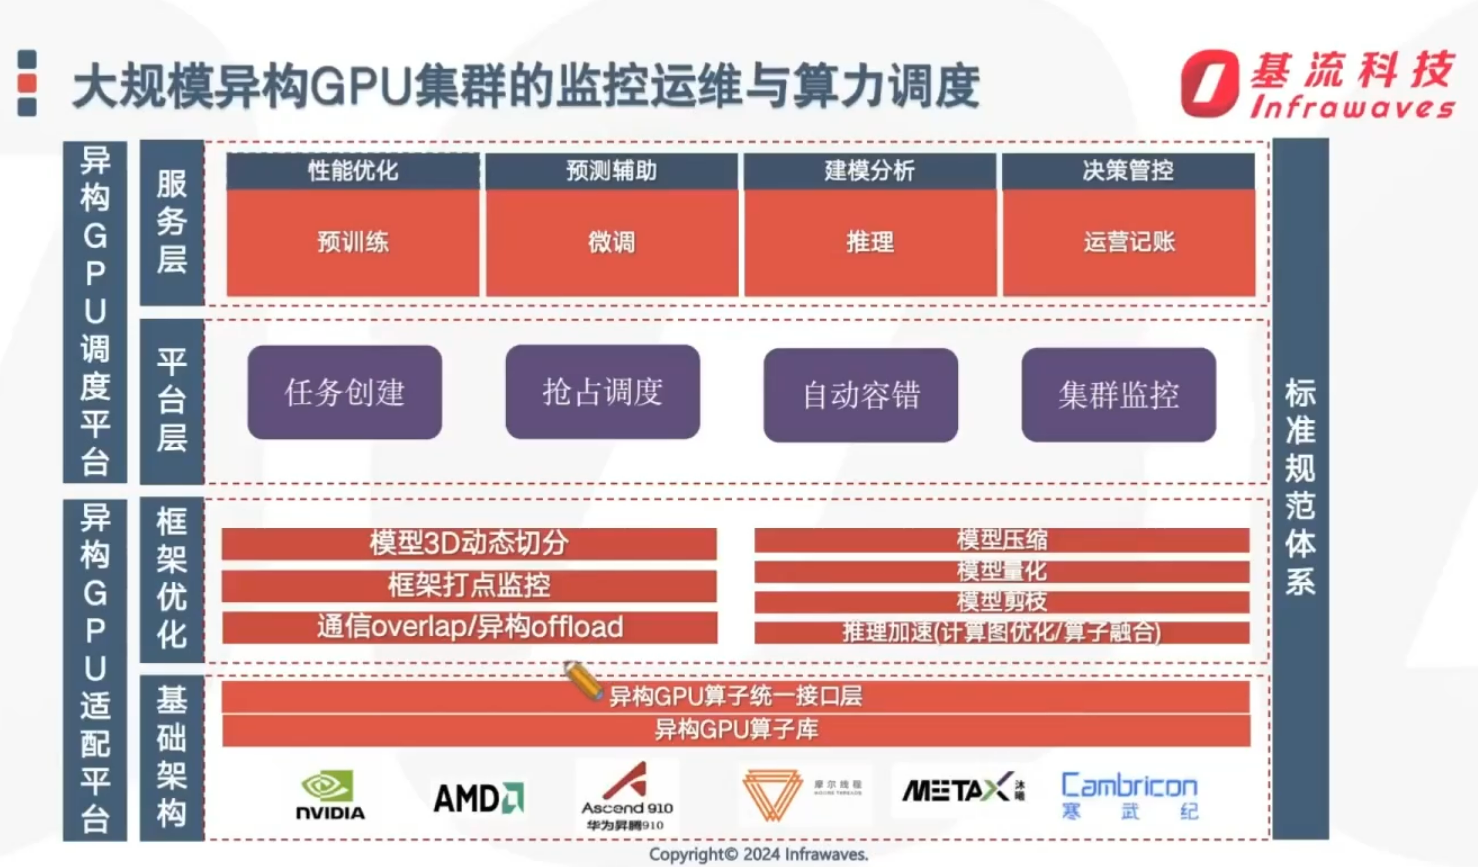 大规模异构GPU集群的监控运维与算力调度
基流科技
Infrawaves
异构GPU调度平台
服务层
性能优化
预测辅助
建模分析
决策管控
预训练
微调
推理
运营记账
平台层
任务创建
抢占调度
自动容错
集群监控
异构GPU适配平台
框架优化
模型3D动态切分
框架打点监控
通信overlap/异构offload
模型压缩
模型量化
模型剪枝
推理加速(计算图优化/算子融合)
基础架构
异构GPU算子统一接口层
异构GPU算子库
NVIDIA
AMD
Ascend 910
华为昇腾910
摩尔线程
MOORE THREADS
METAX
沐曦
Cambricon
寒武纪
标准规范体系
Copyright© 2024 Infrawaves.